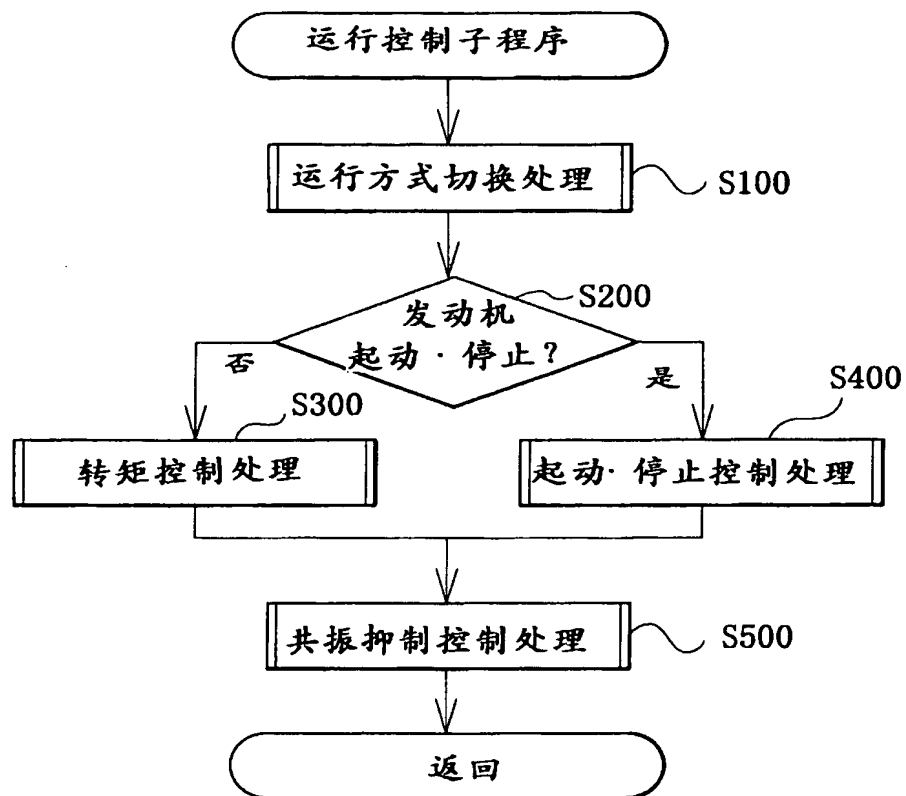 运行控制子程序
运行方式切换处理
S100
S200
发动机
起动·停止?
否
是
S300
S400
转矩控制处理
起动·停止控制处理
共振抑制控制处理
S500
返回